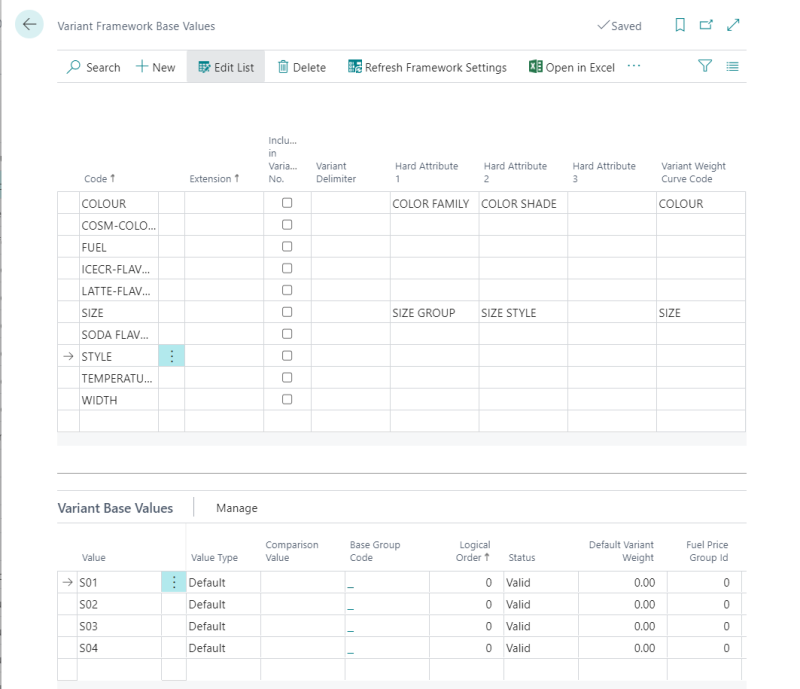 Variant Framework Base Values
Saved
Search
New
Edit List
Delete
Refresh Framework Settings
Open in Excel
...
Inclu...
in
Varia...
No.
Code ↑
Extension ↑
Variant
Delimiter
Hard Attribute
1
Hard Attribute
2
Hard Attribute
3
Variant Weight
Curve Code
COLOUR COLOR FAMILY COLOR SHADE COLOUR
COSM-COLO...
FUEL
ICECR-FLAV...
LATTE-FLAV...
SIZE SIZE GROUP SIZE STYLE SIZE
SODA FLAV...
→ STYLE
TEMPERATU...
WIDTH
Variant Base Values Manage
Value
Value Type
Comparison
Value
Base Group
Code
Logical
Order ↑
Status
Default Variant
Weight
Fuel Price
Group Id
→ S01 Default _ 0 Valid 0.00 0
S02 Default _ 0 Valid 0.00 0
S03 Default _ 0 Valid 0.00 0
S04 Default _ 0 Valid 0.00 0